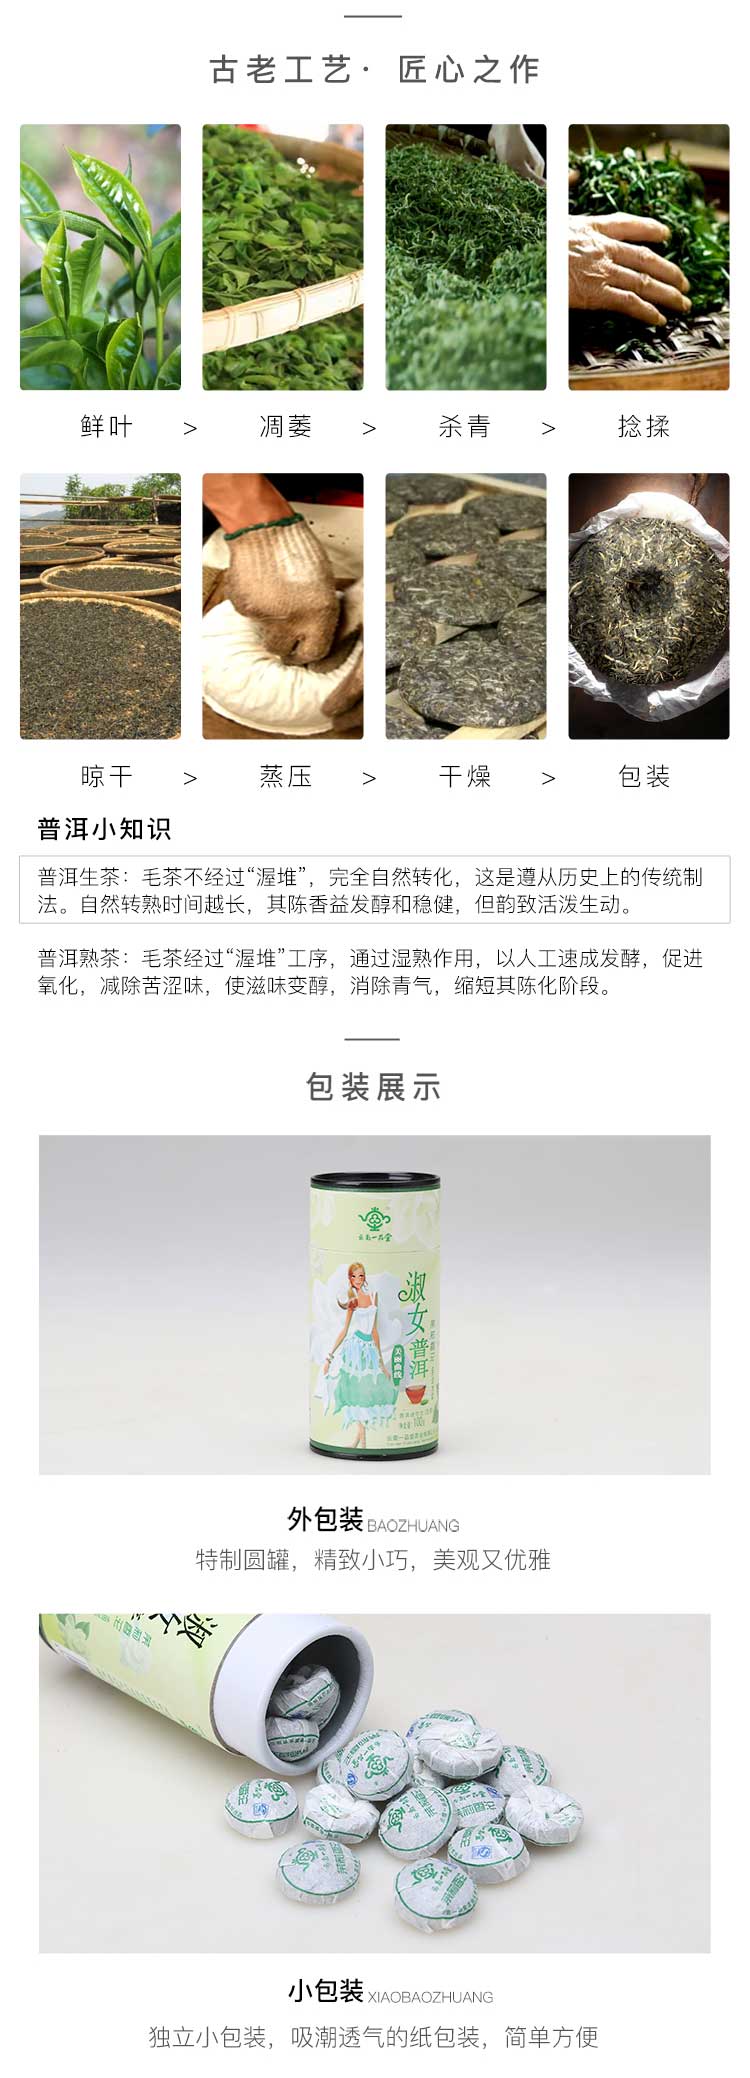 古老工艺· 匠心之作
鲜叶 > 凋萎 > 杀青 > 捻揉
晾干 > 蒸压 > 干燥 > 包装
普洱小知识
普洱生茶：毛茶不经过“渥堆”，完全自然转化，这是遵从历史上的传统制
法。自然转熟时间越长，其陈香益发醇和稳健，但韵致活泼生动。
普洱熟茶：毛茶经过“渥堆”工序，通过湿熟作用，以人工速成发酵，促进
氧化，减除苦涩味，使滋味变醇，消除青气，缩短其陈化阶段。
包装展示
云南一品堂
淑女普洱
美丽曲线
净含量：100g
外包装 BAOZHUANG
特制圆罐，精致小巧，美观又优雅
小包装 XIAOBAOZHUANG
独立小包装，吸潮透气的纸包装，简单方便